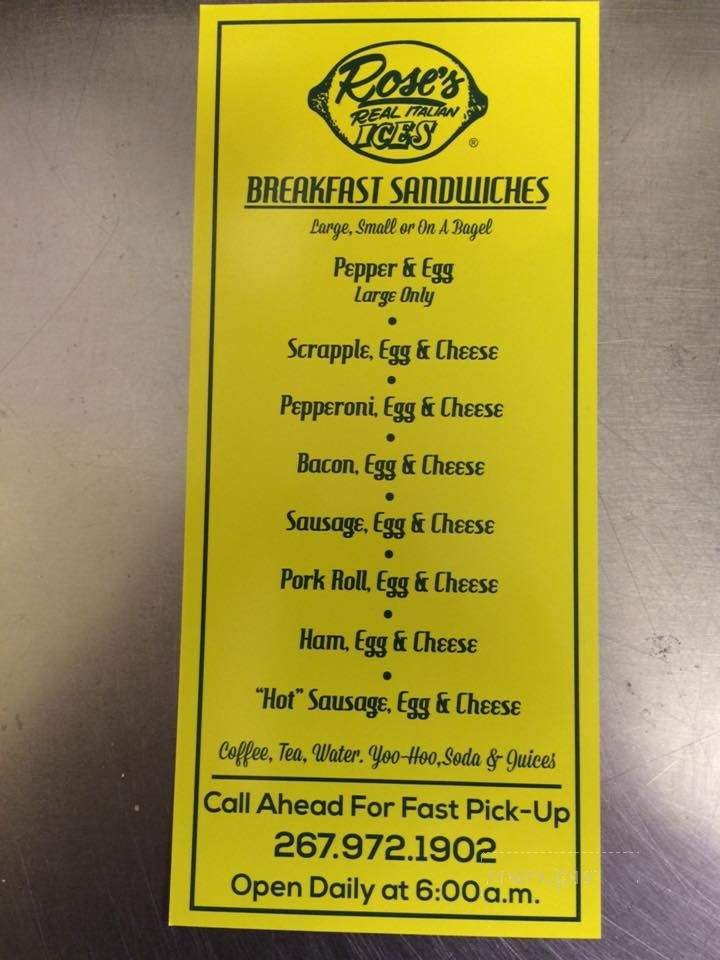 Rose's
REAL ITALIAN
ICES
®
BREAKFAST SANDWICHES
Large, Small or On A Bagel
Pepper & Egg
Large Only
•
Scrapple, Egg & Cheese
•
Pepperoni, Egg & Cheese
•
Bacon, Egg & Cheese
•
Sausage, Egg & Cheese
•
Pork Roll, Egg & Cheese
•
Ham, Egg & Cheese
•
"Hot" Sausage, Egg & Cheese
Coffee, Tea, Water. Yoo-Hoo,Soda & Juices
Call Ahead For Fast Pick-Up
267.972.1902
Open Daily at 6:00a.m.